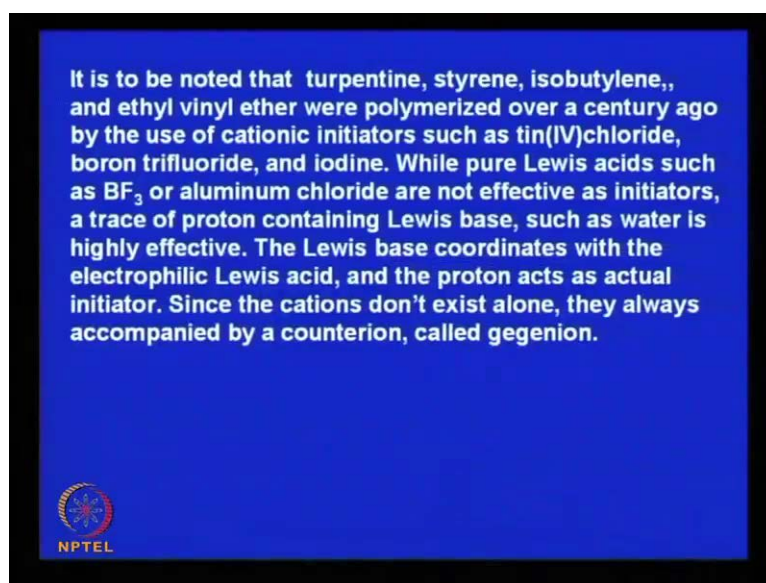 It is to be noted that  turpentine, styrene, isobutylene,,
and ethyl vinyl ether were polymerized over a century ago
by the use of cationic initiators such as tin(IV)chloride,
boron trifluoride, and iodine. While pure Lewis acids such
as BF₃ or aluminum chloride are not effective as initiators,
a trace of proton containing Lewis base, such as water is
highly effective. The Lewis base coordinates with the
electrophilic Lewis acid, and the proton acts as actual
initiator. Since the cations don't exist alone, they always
accompanied by a counterion, called gegenion.
NPTEL